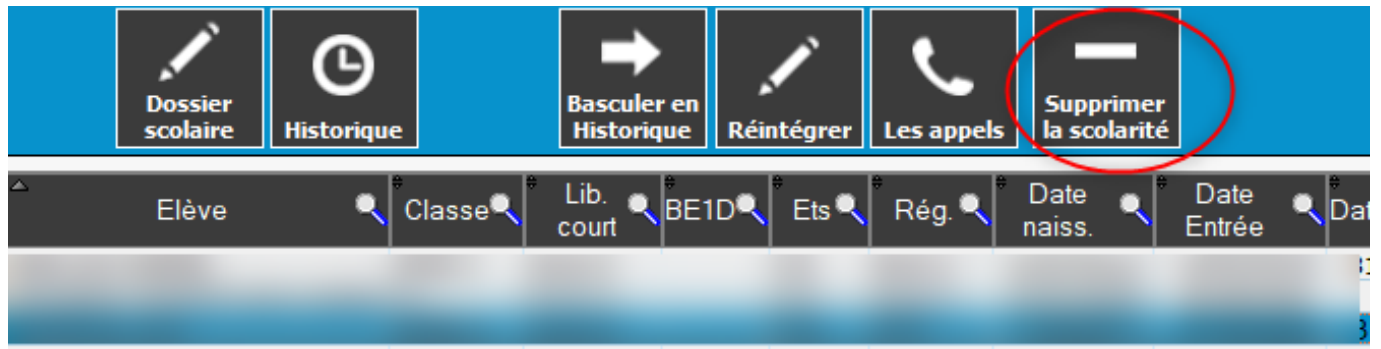 Dossier
scolaire
Historique
Basculer en
Historique
Réintégrer
Les appels
Supprimer
la scolarité
Elève
Classe
Lib.
court
BE1D
Ets
Rég.
Date
naiss.
Date
Entrée
Dat